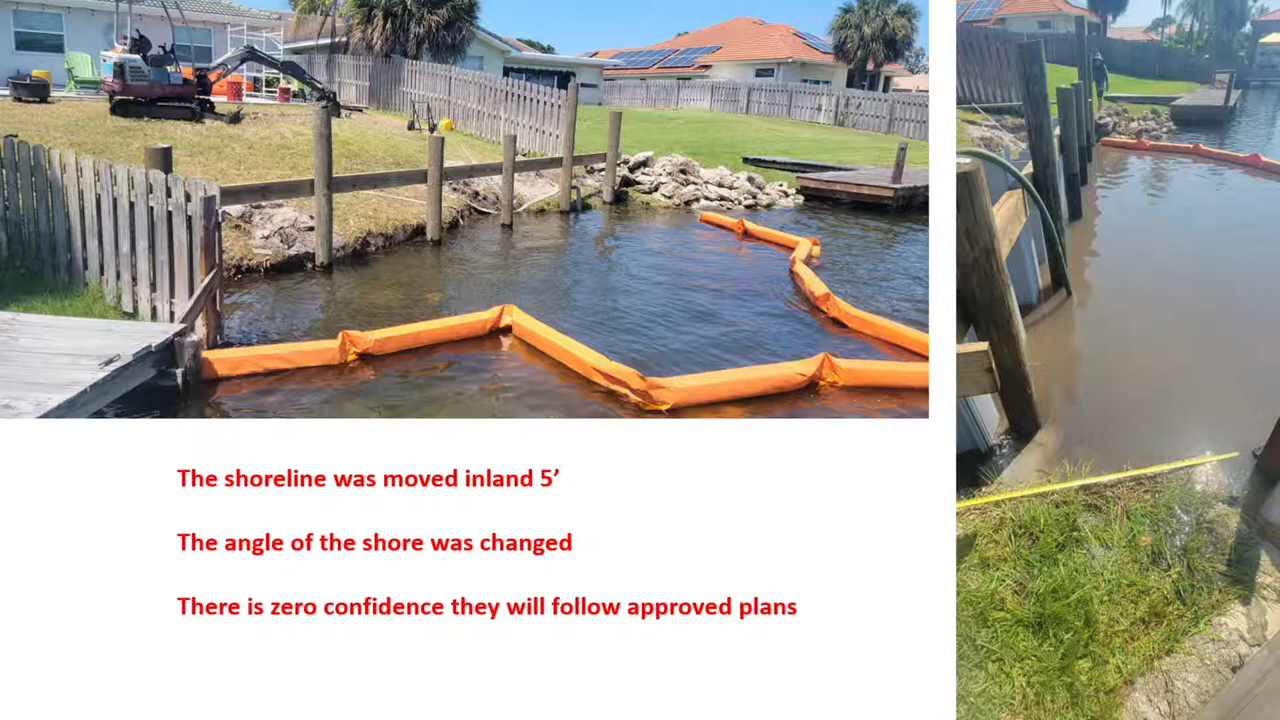 The shoreline was moved inland 5’
The angle of the shore was changed
There is zero confidence they will follow approved plans